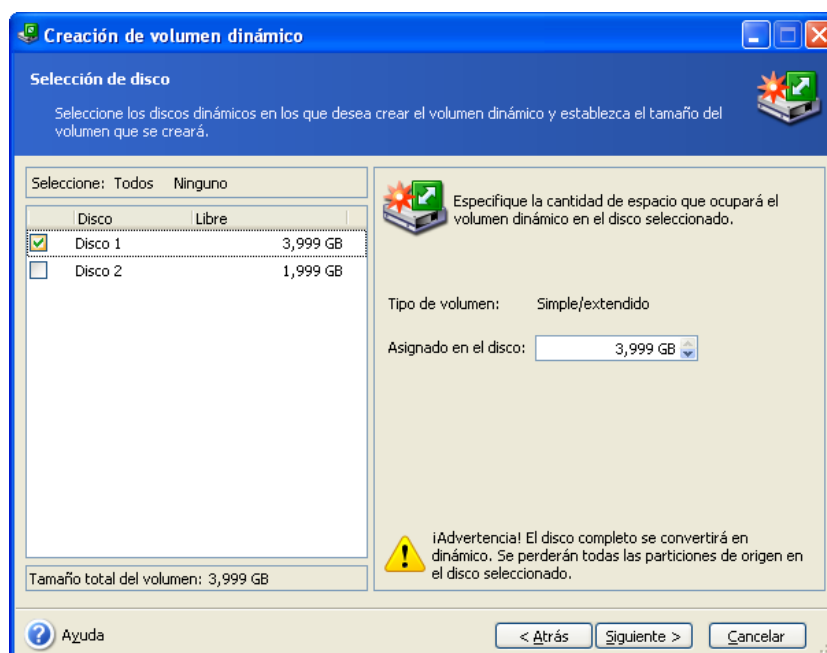 Creación de volumen dinámico
Selección de disco
Seleccione los discos dinámicos en los que desea crear el volumen dinámico y establezca el tamaño del
volumen que se creará.
Seleccione: Todos Ninguno
Disco Libre
Disco 1 3,999 GB
Disco 2 1,999 GB
Tamaño total del volumen: 3,999 GB
Especifique la cantidad de espacio que ocupará el
volumen dinámico en el disco seleccionado.
Tipo de volumen: Simple/extendido
Asignado en el disco: 3,999 GB
¡Advertencia! El disco completo se convertirá en
dinámico. Se perderán todas las particiones de origen en
el disco seleccionado.
Ayuda
< Atrás Siguiente > Cancelar